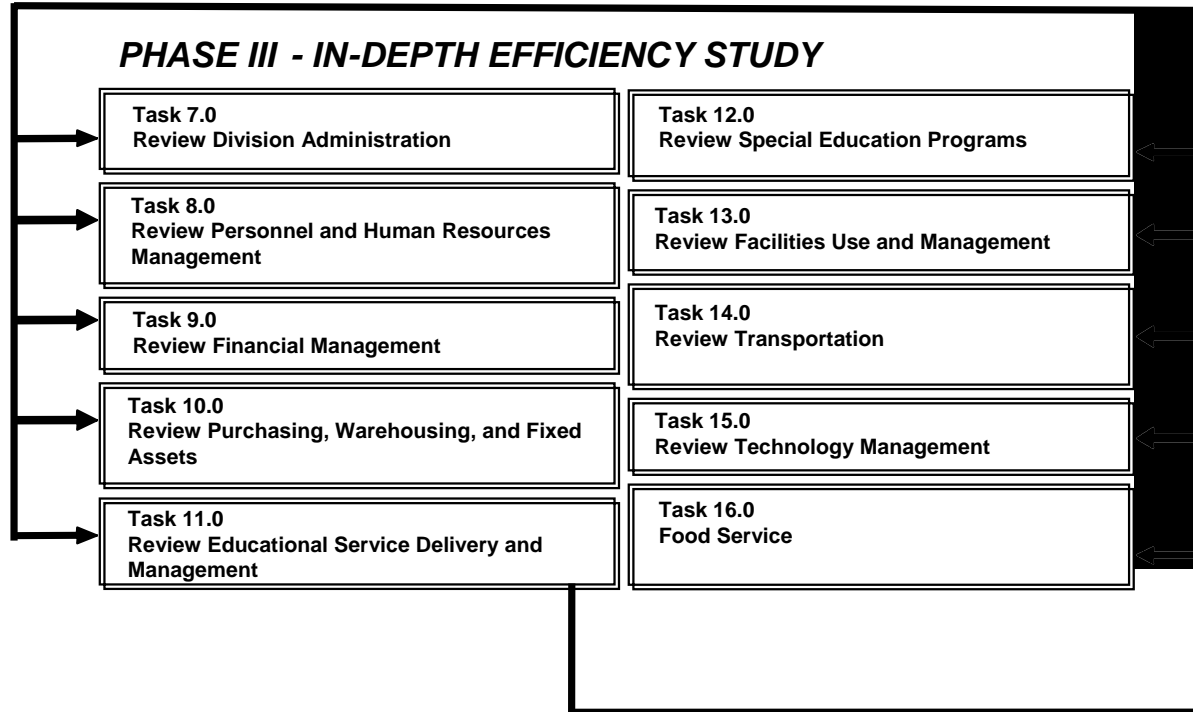 PHASE III - IN-DEPTH EFFICIENCY STUDY
Task 7.0
Review Division Administration
Task 8.0
Review Personnel and Human Resources
Management
Task 9.0
Review Financial Management
Task 10.0
Review Purchasing, Warehousing, and Fixed
Assets
Task 11.0
Review Educational Service Delivery and
Management
Task 12.0
Review Special Education Programs
Task 13.0
Review Facilities Use and Management
Task 14.0
Review Transportation
Task 15.0
Review Technology Management
Task 16.0
Food Service